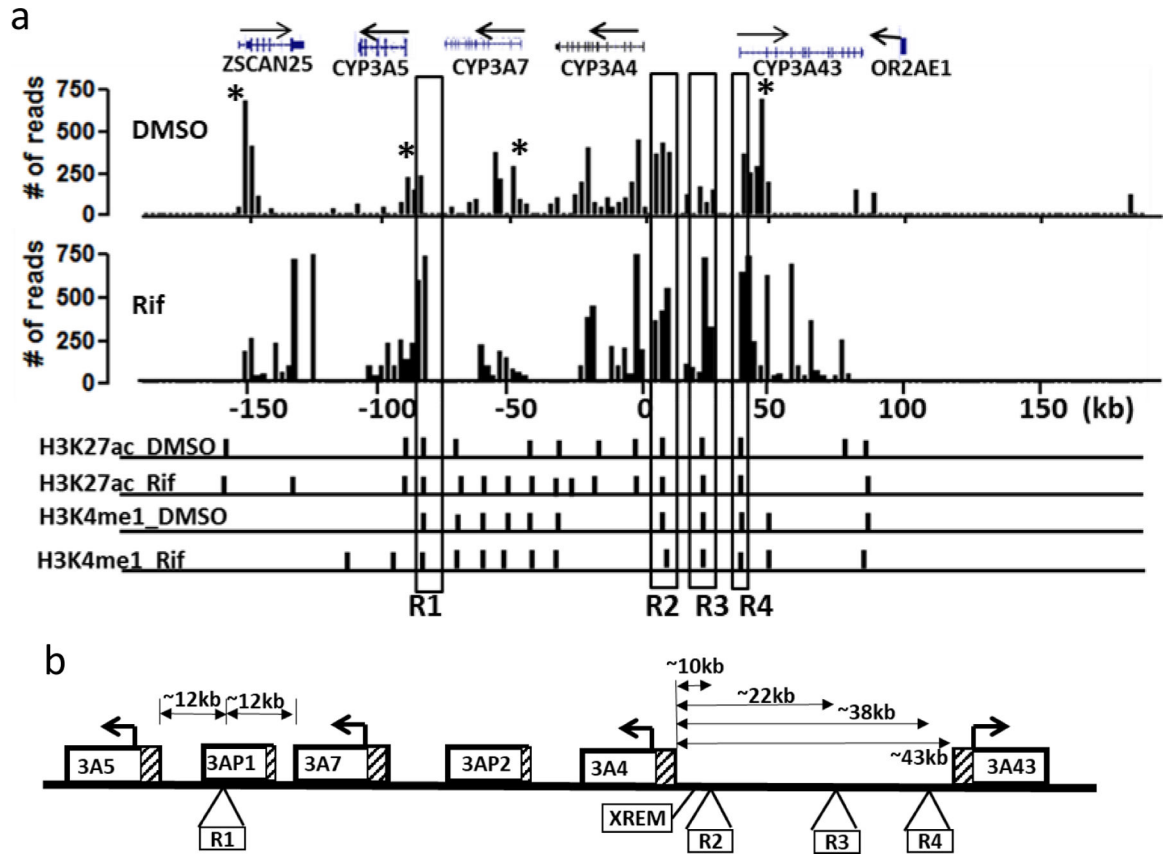 a
ZSCAN25 CYP3A5 CYP3A7 CYP3A4 CYP3A43 OR2AE1
750
500
250
0
# of reads
DMSO
* * * *
750
500
250
0
# of reads
Rif
-150 -100 -50 0 50 100 150 (kb)
H3K27ac_DMSO
H3K27ac_Rif
H3K4me1_DMSO
H3K4me1_Rif
R1 R2 R3 R4
b
~10kb
~12kb ~12kb ~22kb
~38kb
~43kb
3A5 3AP1 3A7 3AP2 3A4 3A43
XREM
R1 R2 R3 R4